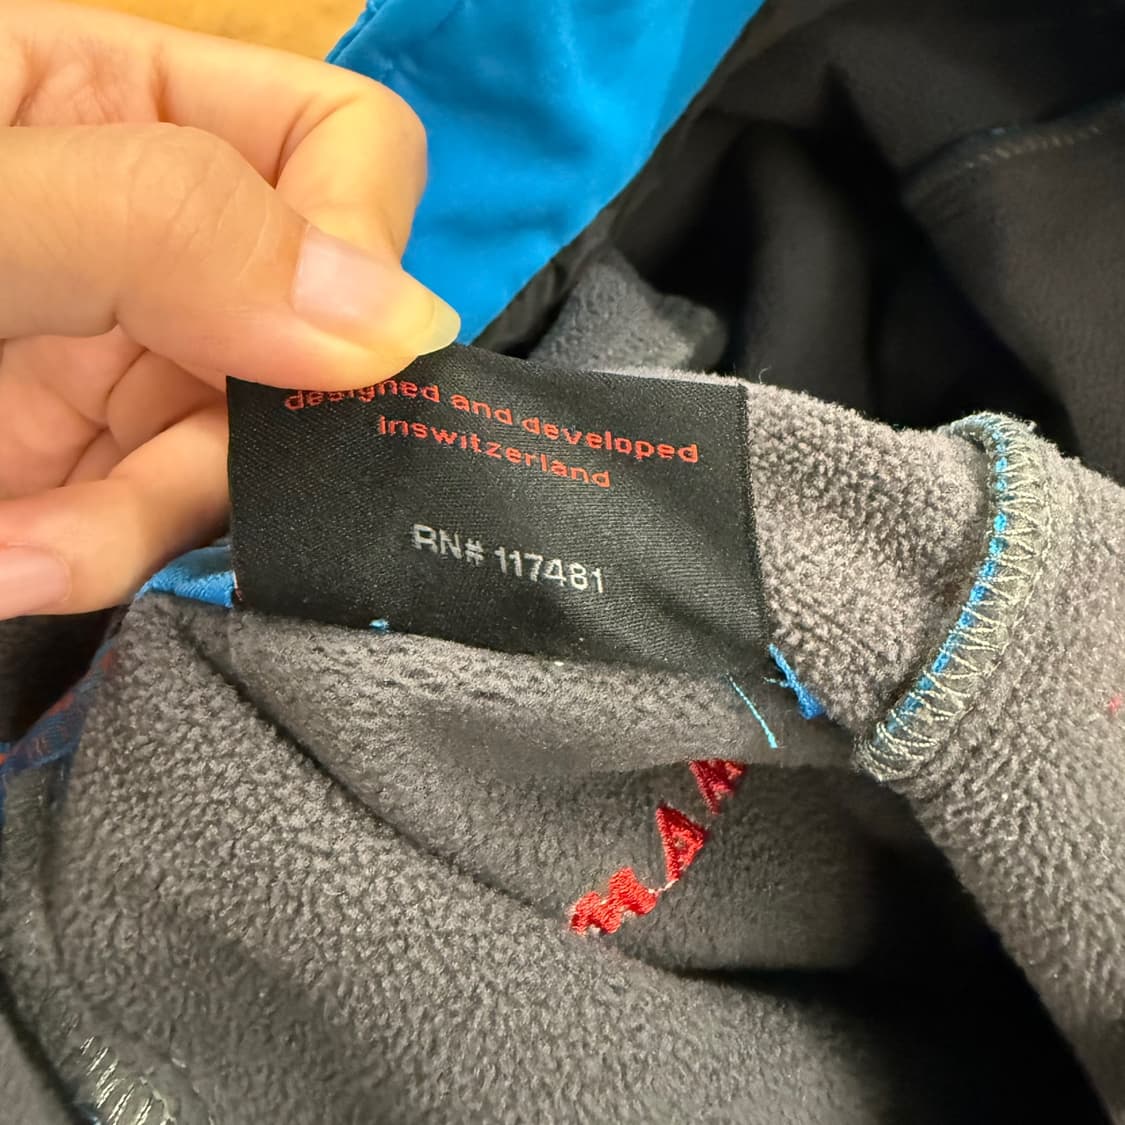 designed and developed
inswitzerland
RN# 117481